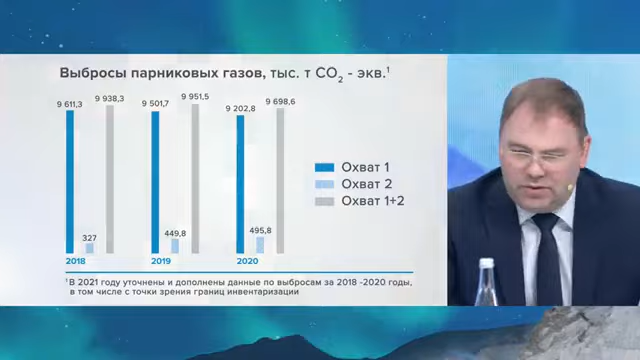 Выбросы парниковых газов, тыс. т CO2 - экв.¹
9 611,3
9 938,3
9 501,7
9 951,5
9 202,8
9 698,6
327
449,8
495,8
2018
2019
2020
Охват 1
Охват 2
Охват 1+2
¹В 2021 году уточнены и дополнены данные по выбросам за 2018 -2020 годы,
в том числе с точки зрения границ инвентаризации